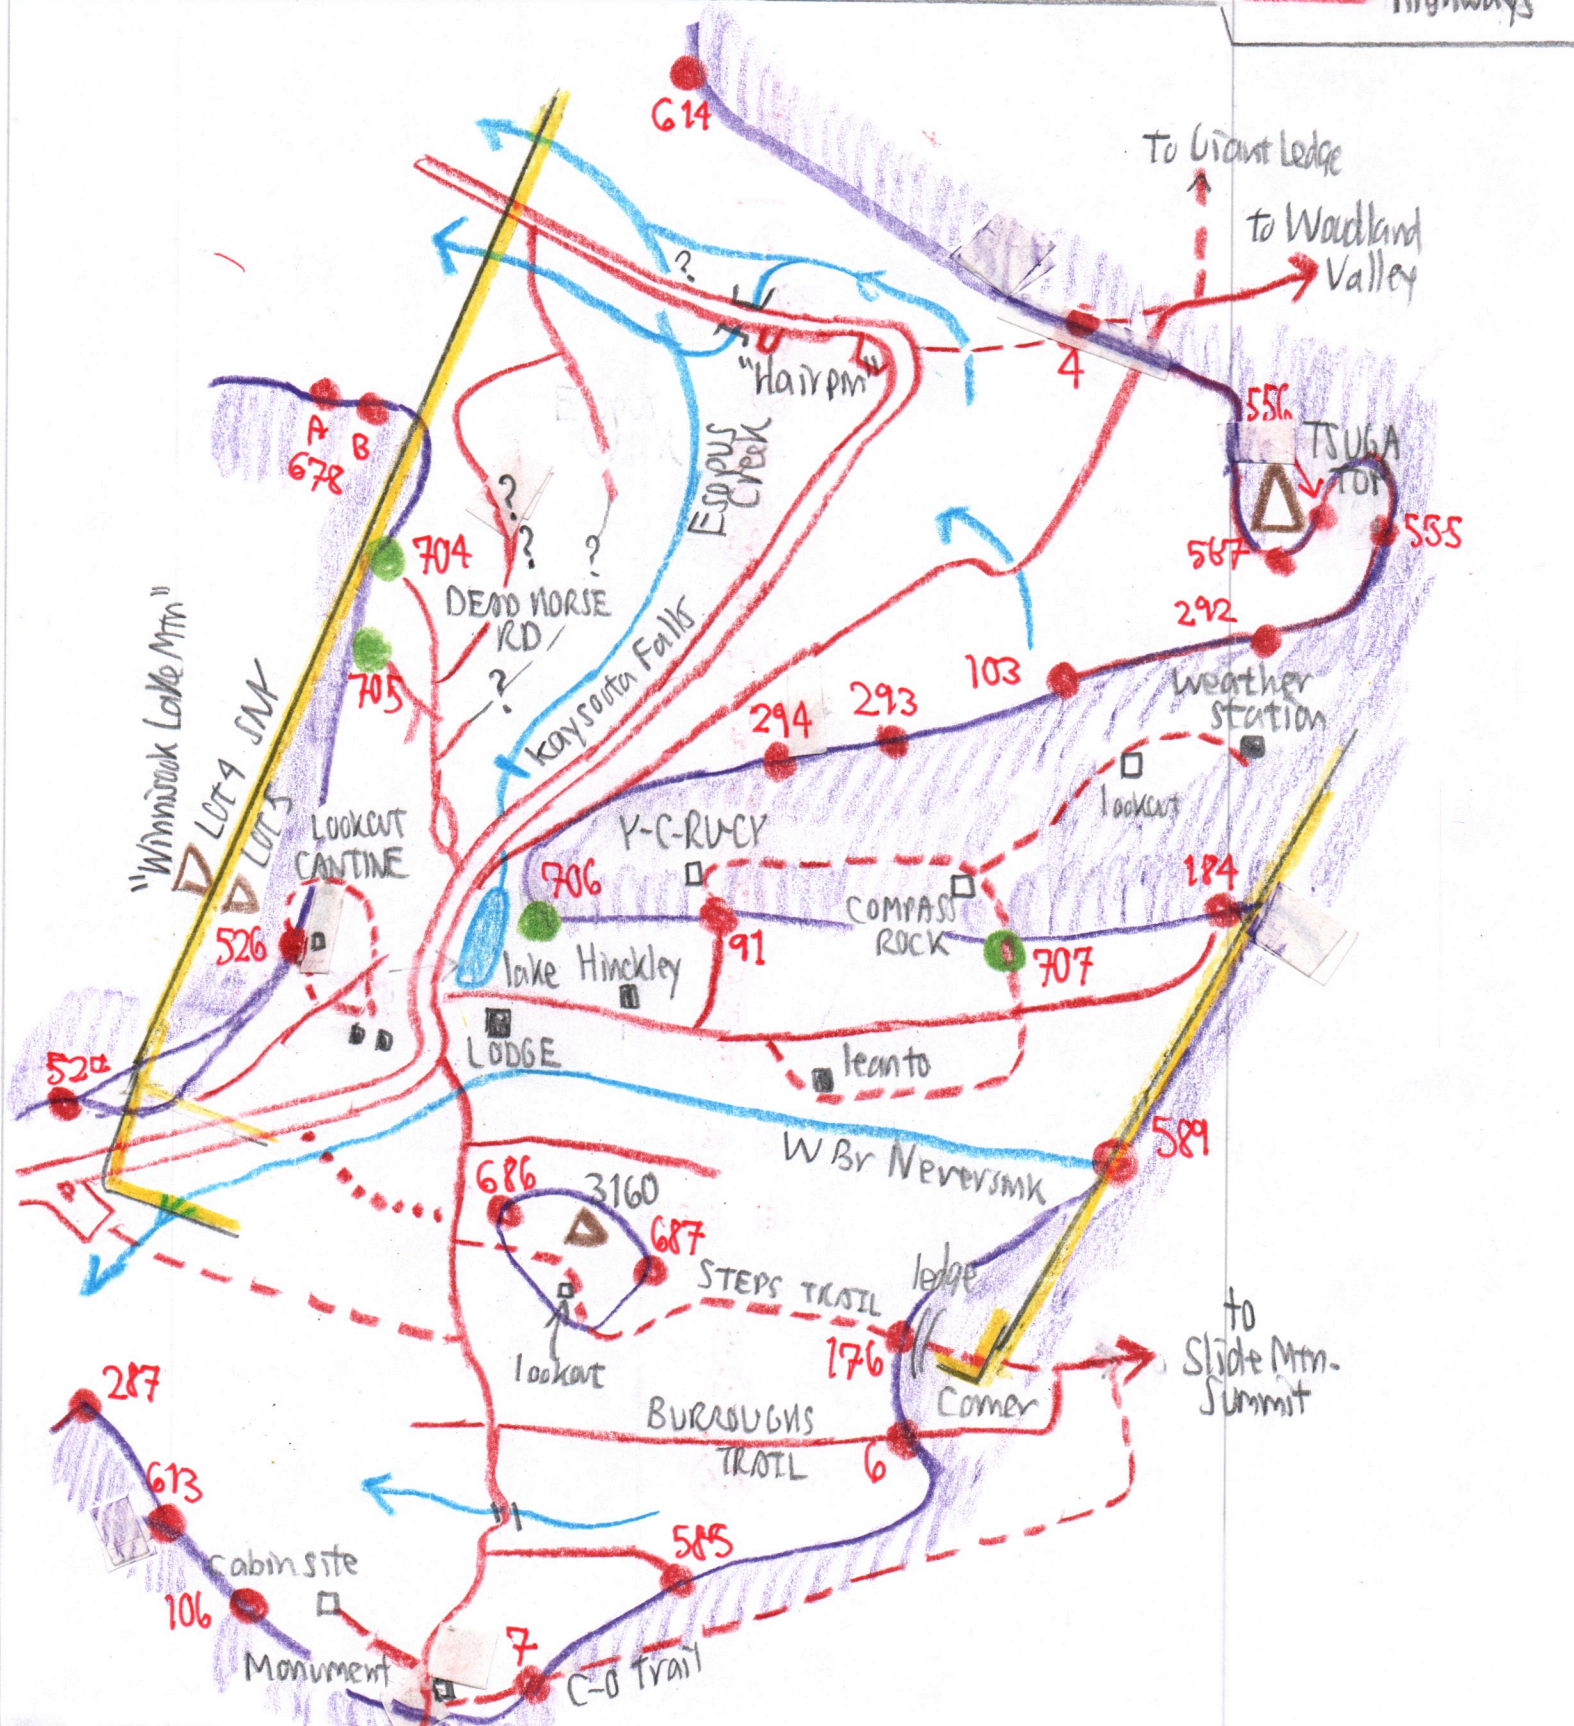 Highways
614
To Giant Ledge
to Woodland
Valley
?
"Hairpin"
4
556
TSUGA
TOP
A
B
678
Esopus
Creek
?
?
?
555
567
704
DEAD HORSE
RD
292
705
?
Kaysouta Falls
103
Weather
Station
294
293
"Winnisook Lake Mtn"
LOT 4
LOT 5
lookout
LOOKOUT
CANTINE
Y-C-RU-CY
184
706
COMPASS
ROCK
526
91
lake
Hinckley
707
LODGE
lean to
W Br Neversink
589
686
3160
687
STEPS TRAIL
ledge
to
Slide Mtn.
Summit
176
lookout
287
Corner
BURROUGHS
TRAIL
6
613
585
cabin site
106
7
Monument
C-O Trail